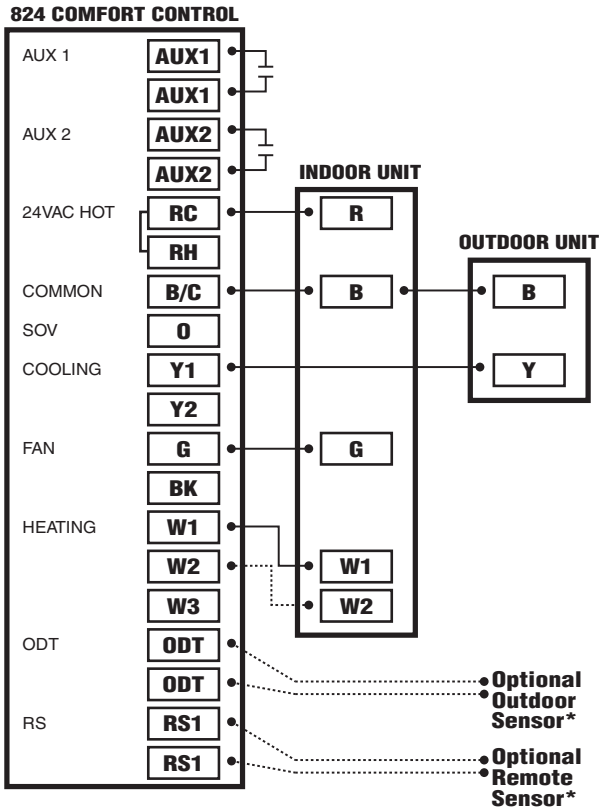 824 COMFORT CONTROL
AUX 1
AUX1
AUX1
AUX 2
AUX2
AUX2
24VAC HOT
RC
RH
COMMON
B/C
SOV
O
COOLING
Y1
Y2
FAN
G
BK
HEATING
W1
W2
W3
ODT
ODT
ODT
RS
RS1
RS1
INDOOR UNIT
R
B
G
W1
W2
OUTDOOR UNIT
B
Y
Optional
Outdoor
Sensor*
Optional
Remote
Sensor*